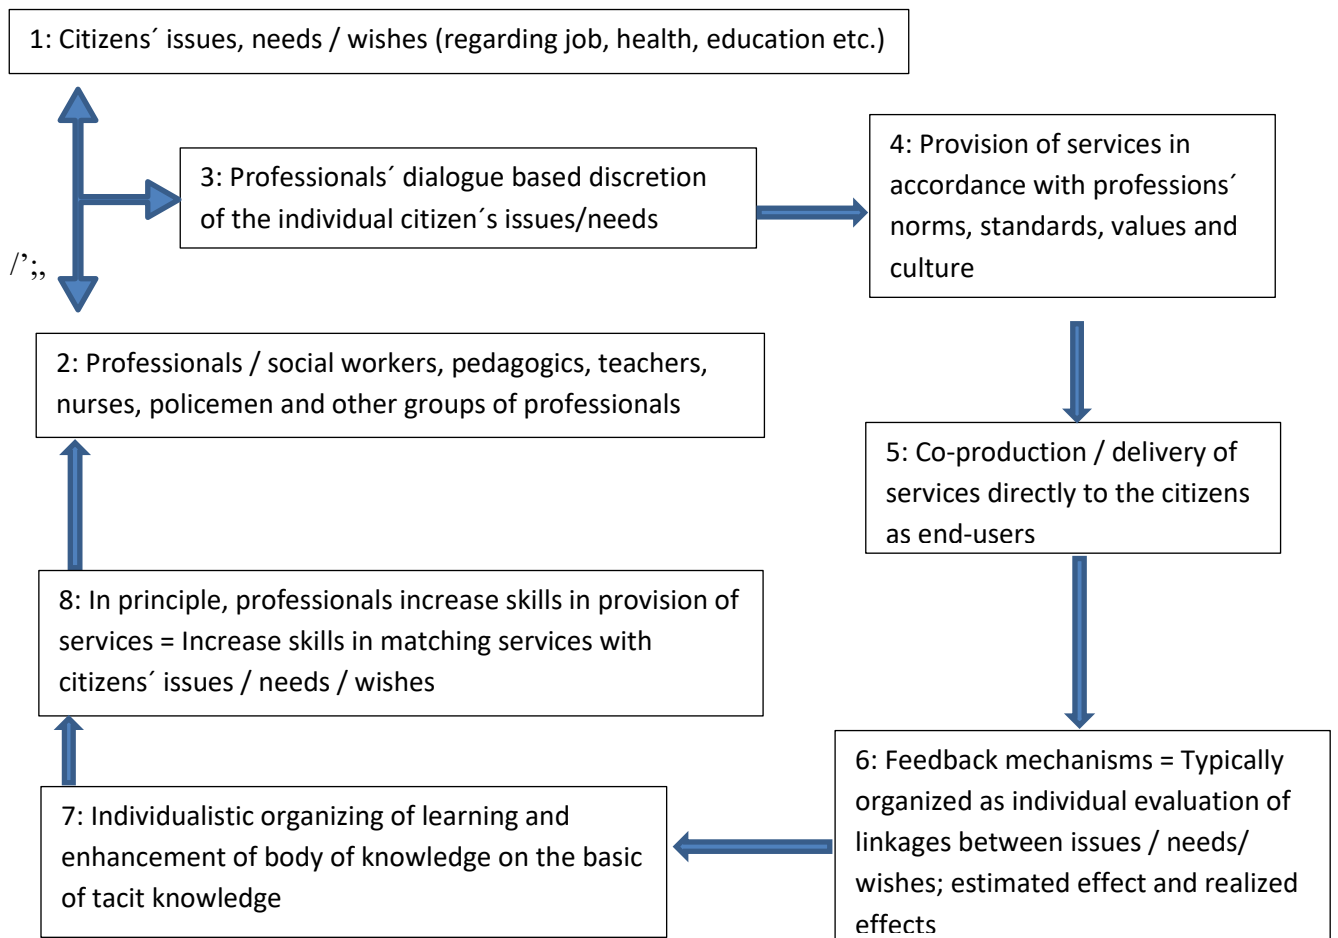 1: Citizens´ issues, needs / wishes (regarding job, health, education etc.)
3: Professionals´ dialogue based discretion
of the individual citizen´s issues/needs
4: Provision of services in
accordance with professions´
norms, standards, values and
culture
/’;,,
2: Professionals / social workers, pedagogics, teachers,
nurses, policemen and other groups of professionals
5: Co-production / delivery of
services directly to the citizens
as end-users
8: In principle, professionals increase skills in provision of
services = Increase skills in matching services with
citizens´ issues / needs / wishes
6: Feedback mechanisms = Typically
organized as individual evaluation of
linkages between issues / needs/
wishes; estimated effect and realized
effects
7: Individualistic organizing of learning and
enhancement of body of knowledge on the basic
of tacit knowledge